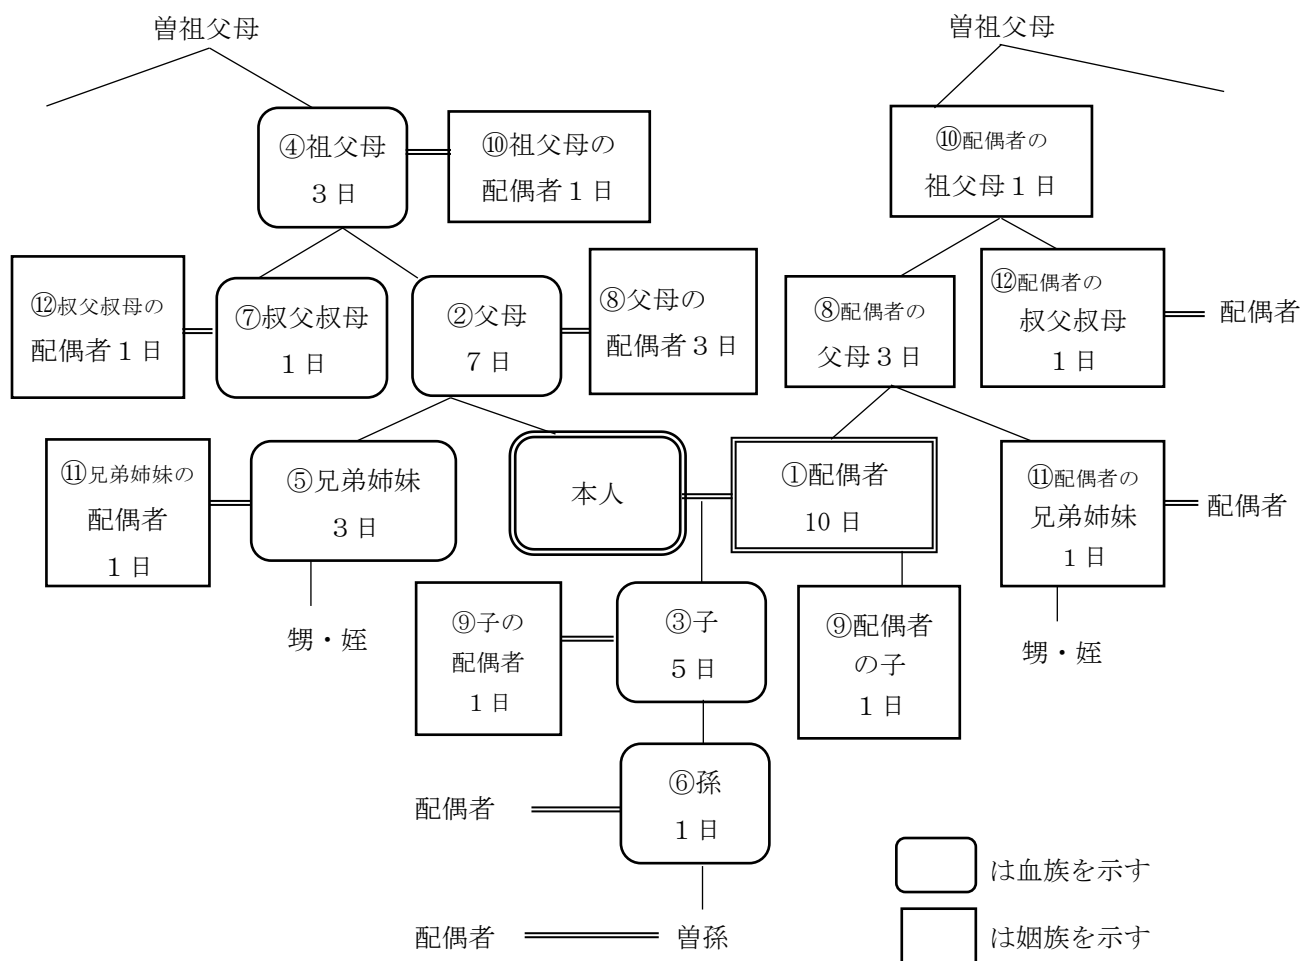 曽祖父母
曽祖父母
④祖父母
３日
⑩祖父母の
配偶者１日
⑩配偶者の
祖父母１日
⑫叔父叔母の
配偶者１日
⑦叔父叔母
１日
②父母
７日
⑧父母の
配偶者３日
⑧配偶者の
父母３日
⑫配偶者の
叔父叔母
１日
配偶者
⑪兄弟姉妹の
配偶者
１日
⑤兄弟姉妹
３日
本人
①配偶者
10日
⑪配偶者の
兄弟姉妹
１日
配偶者
甥・姪
⑨子の
配偶者
１日
③子
５日
⑨配偶者
の子
１日
甥・姪
配偶者
⑥孫
１日
は血族を示す
配偶者
曽孫
は姻族を示す